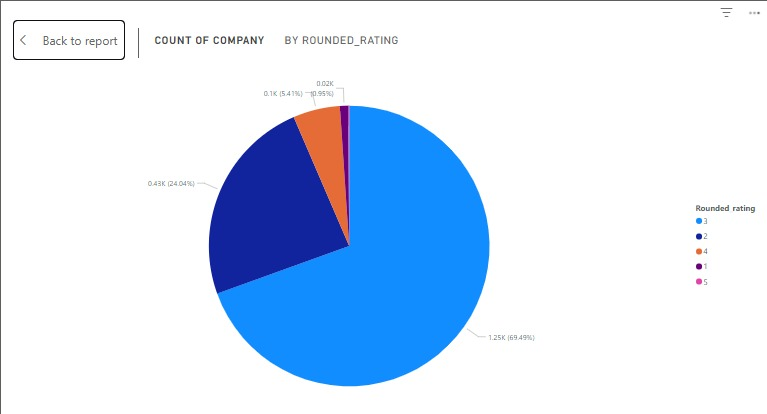 Back to report
COUNT OF COMPANY BY ROUNDED_RATING
0.02K
(0.95%)
0.1K (5.41%)
0.43K (24.04%)
1.25K (69.49%)
Rounded rating
3
2
4
1
5